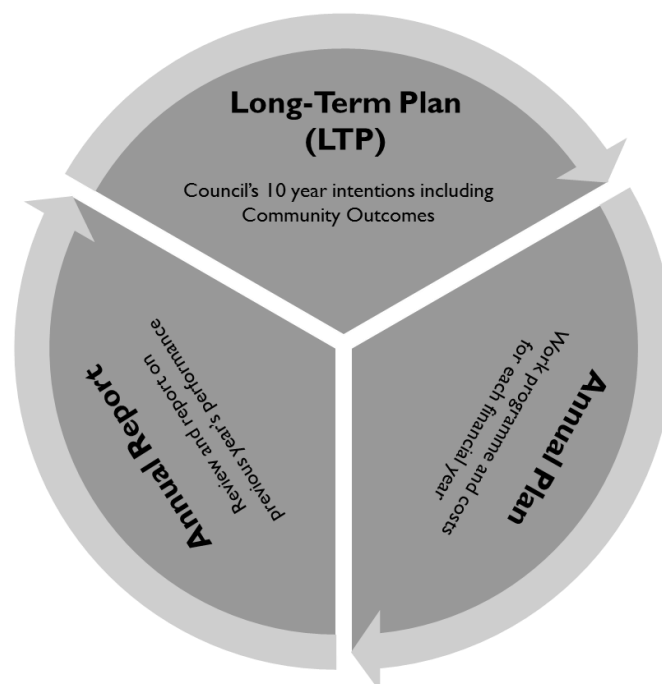 Long-Term Plan
(LTP)
Council's 10 year intentions including
Community Outcomes
Annual Plan
Work programme and costs
for each financial year
Annual Report
Review and report on
previous year's performance